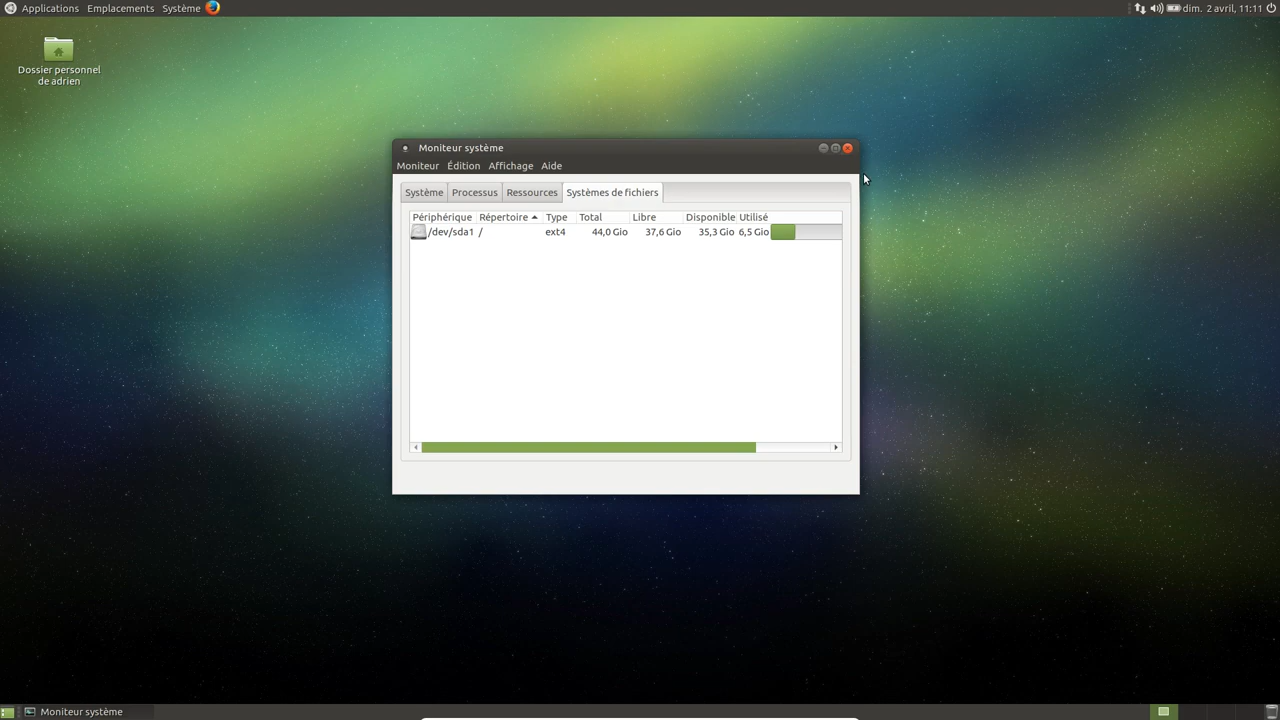 Applications Emplacements Système
dim. 2 avril, 11:11
Dossier personnel
de adrien
Moniteur système
Moniteur Édition Affichage Aide
Système Processus Ressources Systèmes de fichiers
Périphérique Répertoire Type Total Libre Disponible Utilisé
/dev/sda1 / ext4 44,0 Gio 37,6 Gio 35,3 Gio 6,5 Gio
Moniteur système